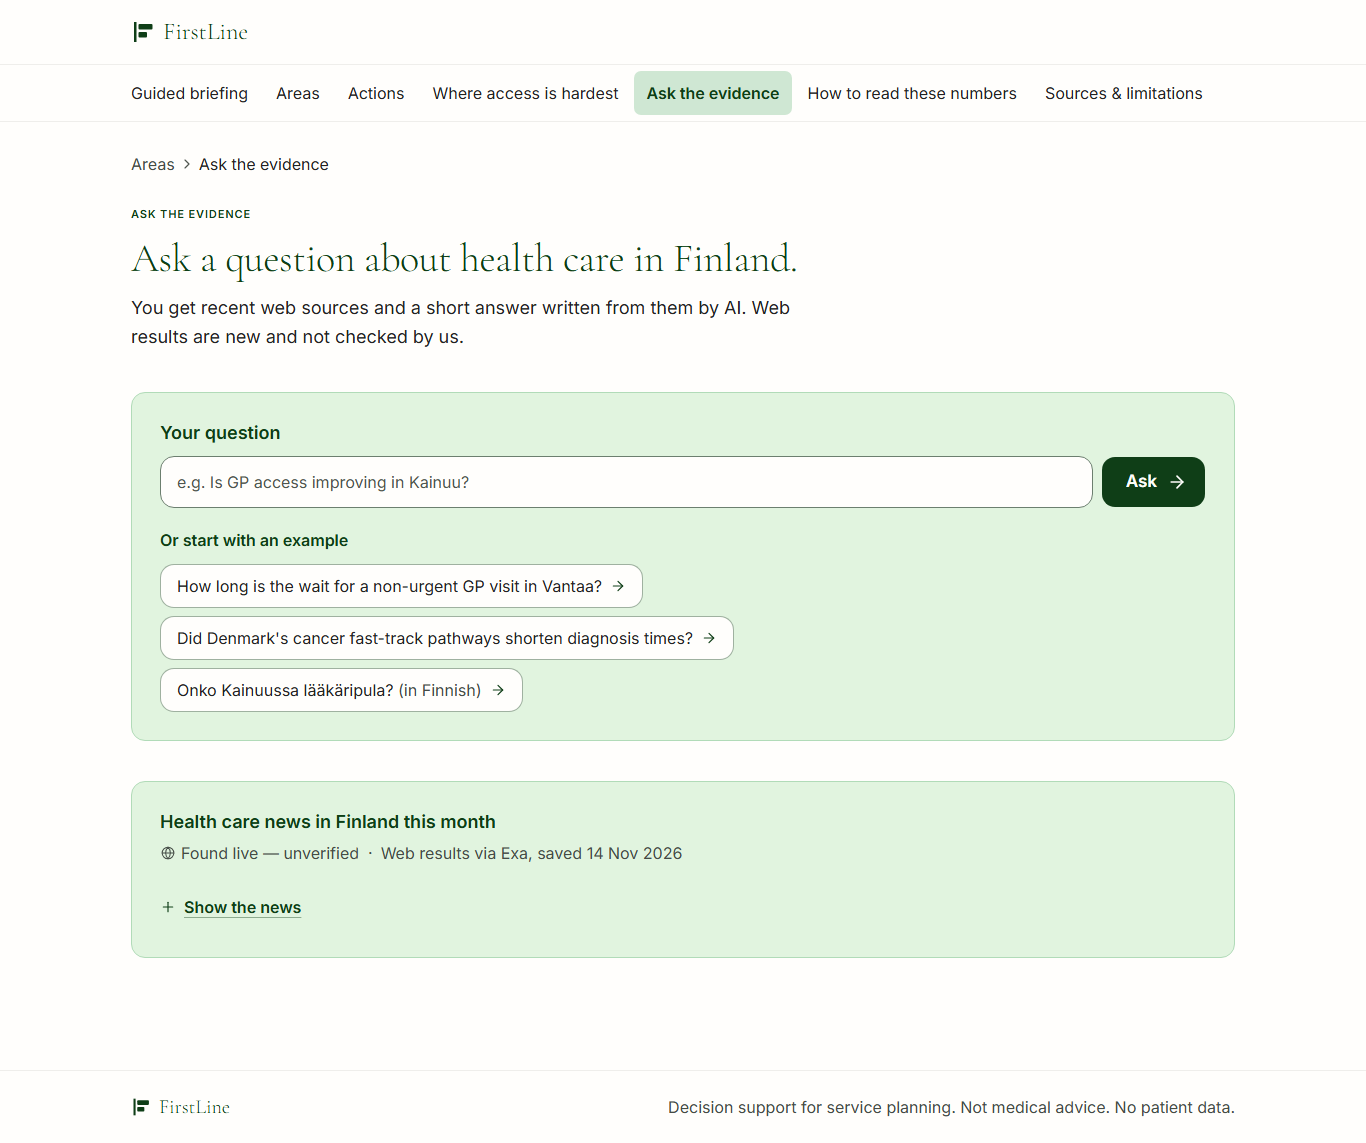 FirstLine
Guided briefing
Areas
Actions
Where access is hardest
Ask the evidence
How to read these numbers
Sources & limitations
Areas > Ask the evidence
ASK THE EVIDENCE
Ask a question about health care in Finland.
You get recent web sources and a short answer written from them by AI. Web
results are new and not checked by us.
Your question
e.g. Is GP access improving in Kainuu?
Ask →
Or start with an example
How long is the wait for a non-urgent GP visit in Vantaa? →
Did Denmark's cancer fast-track pathways shorten diagnosis times? →
Onko Kainuussa lääkäripula? (in Finnish) →
Health care news in Finland this month
Found live — unverified · Web results via Exa, saved 14 Nov 2026
+ Show the news
FirstLine
Decision support for service planning. Not medical advice. No patient data.